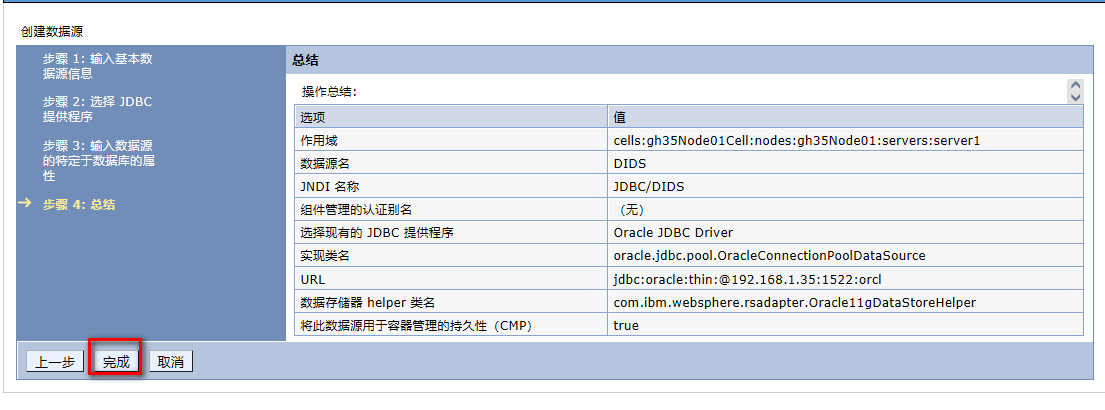 创建数据源
步骤 1: 输入基本数
据源信息
步骤 2: 选择 JDBC
提供程序
步骤 3: 输入数据源
的特定于数据库的属
性
步骤 4: 总结
总结
操作总结:
选项 值
作用域 cells:gh35Node01Cell:nodes:gh35Node01:servers:server1
数据源名 DIDS
JNDI 名称 JDBC/DIDS
组件管理的认证别名 （无）
选择现有的 JDBC 提供程序 Oracle JDBC Driver
实现类名 oracle.jdbc.pool.OracleConnectionPoolDataSource
URL jdbc:oracle:thin:@192.168.1.35:1522:orcl
数据存储器 helper 类名 com.ibm.websphere.rsadapter.Oracle11gDataStoreHelper
将此数据源用于容器管理的持久性（CMP） true
上一步 完成 取消